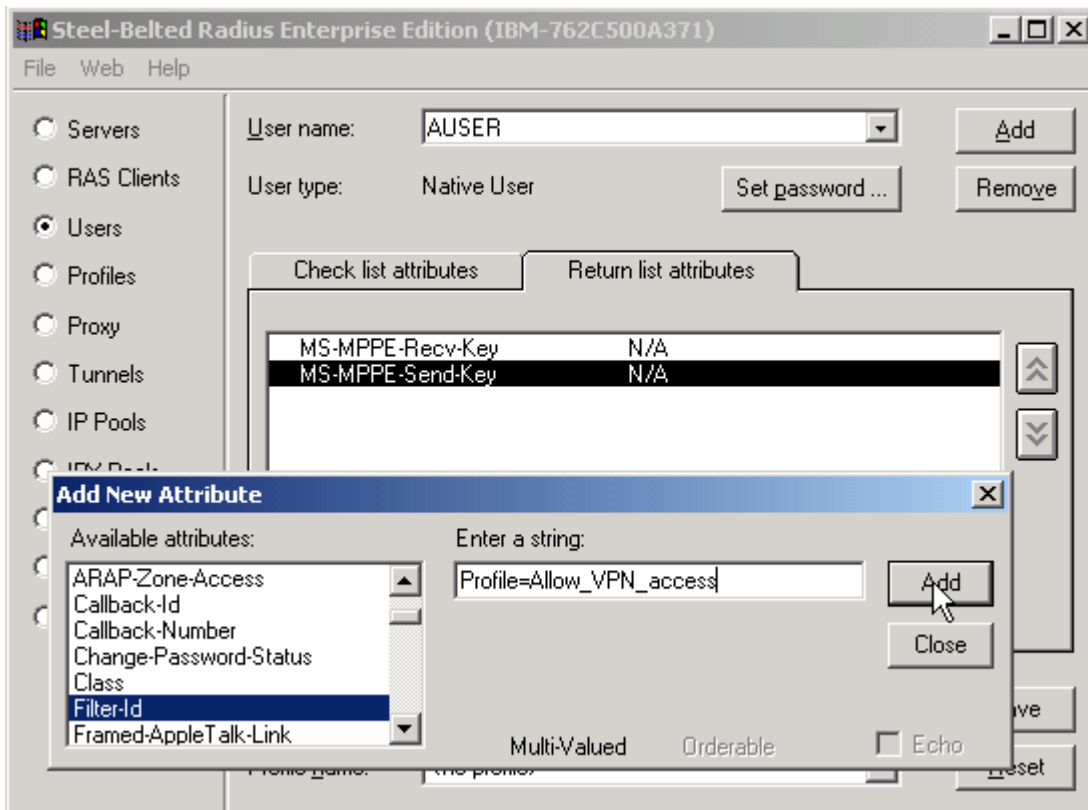 Steel-Belted Radius Enterprise Edition (IBM-762C500A371)
File Web Help
Servers
RAS Clients
Users
Profiles
Proxy
Tunnels
IP Pools
User name: AUSER Add
User type: Native User Set password ... Remove
Check list attributes Return list attributes
MS-MPPE-Recv-Key N/A
MS-MPPE-Send-Key N/A
Add New Attribute
Available attributes:
ARAP-Zone-Access
Callback-Id
Callback-Number
Change-Password-Status
Class
Filter-Id
Framed-AppleTalk-Link
Enter a string:
Profile=Allow_VPN_access
Add
Close
Multi-Valued Orderable Echo